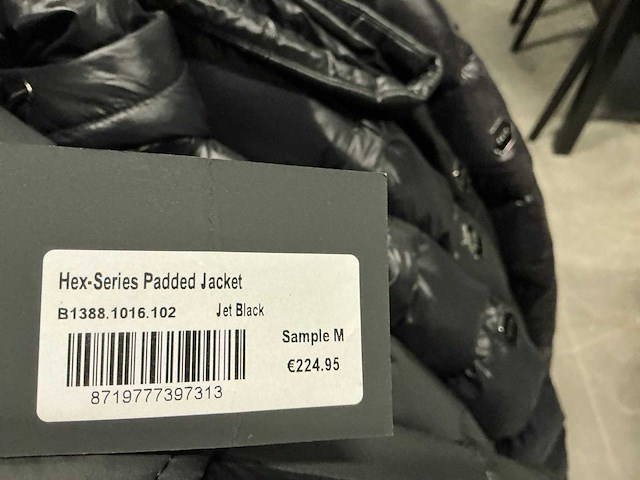 Hex-Series Padded Jacket
B1388.1016.102 Jet Black
Sample M
€224.95
8719777397313